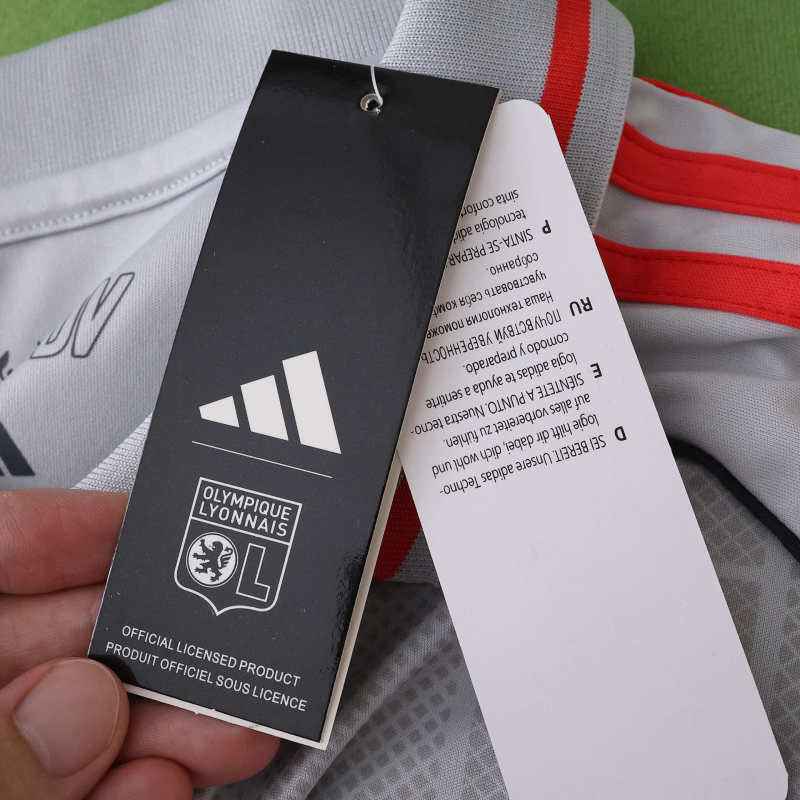 OLYMPIQUE
LYONNAIS
OL
OFFICIAL LICENSED PRODUCT
PRODUIT OFFICIEL SOUS LICENCE
D
SEI BEREIT. Unsere adidas Techno-
logie hilft dir dabei, dich wohl und
auf alles vorbereitet zu fühlen.
E
SIÉNTETE A PUNTO. Nuestra tecno-
logía adidas te ayuda a sentirte
comodo y preparado.
RU
ПОЧУВСТВУЙ УВЕРЕННОСТЬ
Наша технология поможе
чувствовать себя комф
собранно.
P
SINTA-SE PREPAR
tecnologia adid
sinta confor